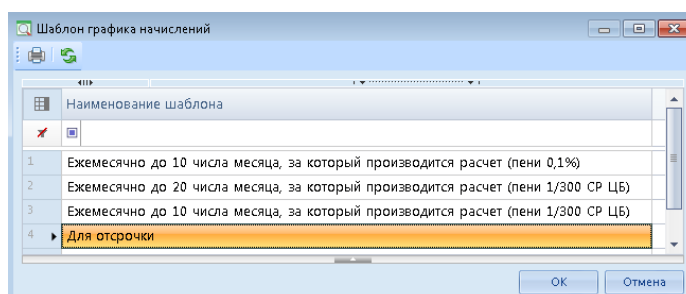 Шаблон графика начислений
Наименование шаблона
1 Ежемесячно до 10 числа месяца, за который производится расчет (пени 0,1%)
2 Ежемесячно до 20 числа месяца, за который производится расчет (пени 1/300 СР ЦБ)
3 Ежемесячно до 10 числа месяца, за который производится расчет (пени 1/300 СР ЦБ)
4 Для отсрочки
OK Отмена